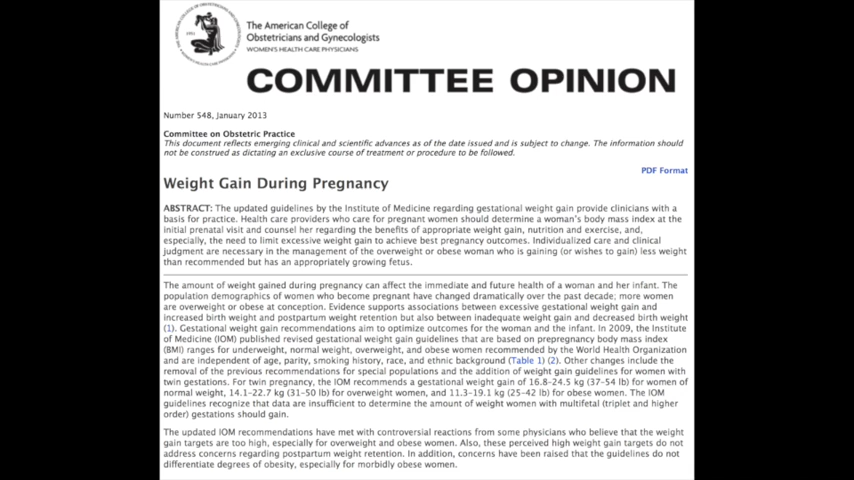 The American College of
Obstetricians and Gynecologists
WOMEN'S HEALTH CARE PHYSICIANS
COMMITTEE OPINION
Number 548, January 2013
Committee on Obstetric Practice
This document reflects emerging clinical and scientific advances as of the date issued and is subject to change. The information should
not be construed as dictating an exclusive course of treatment or procedure to be followed.
PDF Format
Weight Gain During Pregnancy
ABSTRACT: The updated guidelines by the Institute of Medicine regarding gestational weight gain provide clinicians with a
basis for practice. Health care providers who care for pregnant women should determine a woman's body mass index at the
initial prenatal visit and counsel her regarding the benefits of appropriate weight gain, nutrition and exercise, and,
especially, the need to limit excessive weight gain to achieve best pregnancy outcomes. Individualized care and clinical
judgment are necessary in the management of the overweight or obese woman who is gaining (or wishes to gain) less weight
than recommended but has an appropriately growing fetus.
The amount of weight gained during pregnancy can affect the immediate and future health of a woman and her infant. The
population demographics of women who become pregnant have changed dramatically over the past decade; more women
are overweight or obese at conception. Evidence supports associations between excessive gestational weight gain and
increased birth weight and postpartum weight retention but also between inadequate weight gain and decreased birth weight
(1). Gestational weight gain recommendations aim to optimize outcomes for the woman and the infant. In 2009, the Institute
of Medicine (IOM) published revised gestational weight gain guidelines that are based on prepregnancy body mass index
(BMI) ranges for underweight, normal weight, overweight, and obese women recommended by the World Health Organization
and are independent of age, parity, smoking history, race, and ethnic background (Table 1) (2). Other changes include the
removal of the previous recommendations for special populations and the addition of weight gain guidelines for women with
twin gestations. For twin pregnancy, the IOM recommends a gestational weight gain of 16.8–24.5 kg (37–54 lb) for women of
normal weight, 14.1–22.7 kg (31–50 lb) for overweight women, and 11.3–19.1 kg (25–42 lb) for obese women. The IOM
guidelines recognize that data are insufficient to determine the amount of weight women with multifetal (triplet and higher
order) gestations should gain.
The updated IOM recommendations have met with controversial reactions from some physicians who believe that the weight
gain targets are too high, especially for overweight and obese women. Also, these perceived high weight gain targets do not
address concerns regarding postpartum weight retention. In addition, concerns have been raised that the guidelines do not
differentiate degrees of obesity, especially for morbidly obese women.